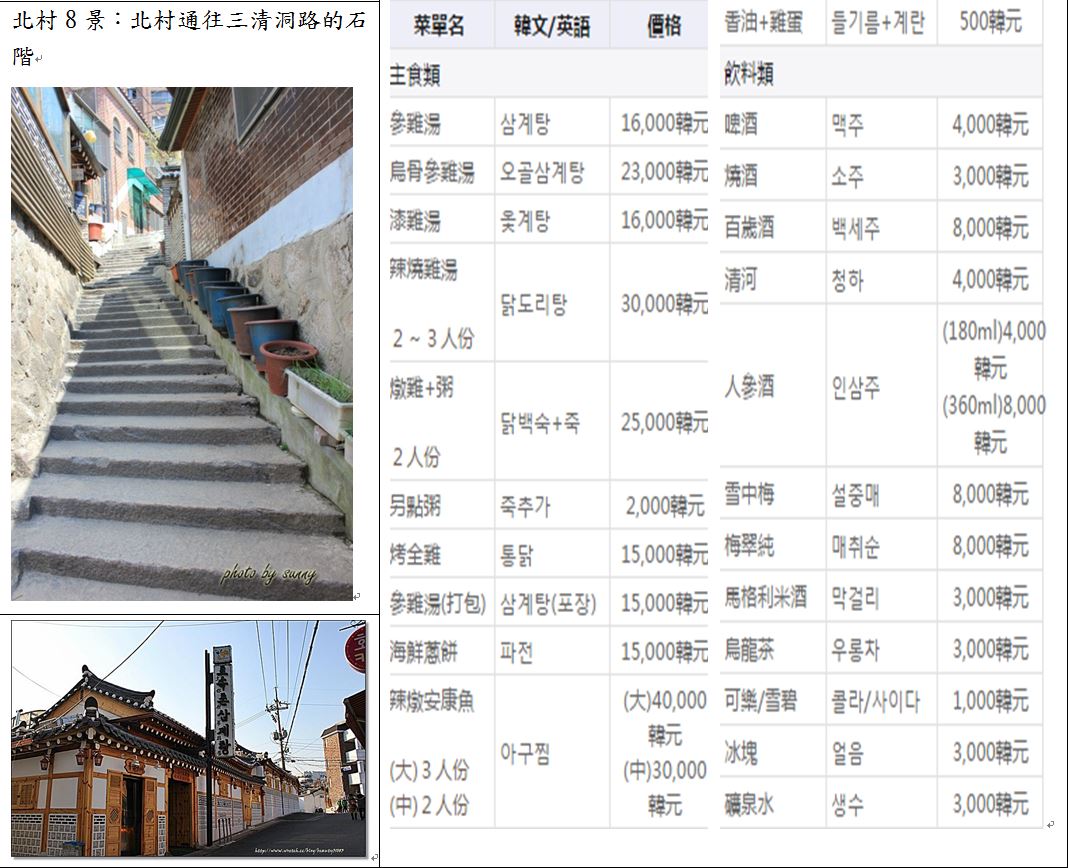 北村 8 景：北村通往三清洞路的石
階
photo by sunny
菜單名 韓文/英語 價格
主食類
參雞湯 삼계탕 16,000韓元
烏骨參雞湯 오골삼계탕 23,000韓元
漆雞湯 옻계탕 16,000韓元
辣燒雞湯
2 ~ 3 人份 닭도리탕 30,000韓元
燉雞+粥
2 人份 닭백숙+죽 25,000韓元
另點粥 죽추가 2,000韓元
烤全雞 통닭 15,000韓元
參雞湯(打包) 삼계탕(포장) 15,000韓元
海鮮蔥餅 파전 15,000韓元
辣燉安康魚
(大) 3 人份
(中) 2 人份
아구찜
(大)40,000
韓元
(中)30,000
韓元
香油+雞蛋 들기름+계란 500韓元
飲料類
啤酒 맥주 4,000韓元
燒酒 소주 3,000韓元
百歲酒 백세주 8,000韓元
清河 청하 4,000韓元
人參酒 인삼주
(180ml)4,000
韓元
(360ml)8,000
韓元
雪中梅 설중매 8,000韓元
梅翠純 매취순 8,000韓元
馬格利米酒 막걸리 3,000韓元
烏龍茶 우롱차 3,000韓元
可樂/雪碧 콜라/사이다 1,000韓元
冰塊 얼음 3,000韓元
礦泉水 생수 3,000韓元